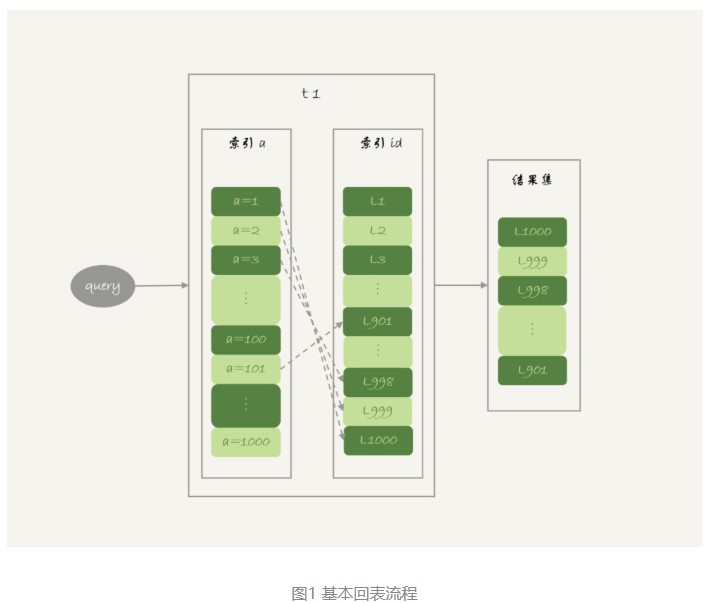 t1
索引 a
索引 id
结果集
query
a=1
a=2
a=3
⋮
a=100
a=101
⋮
a=1000
L1
L2
L3
⋮
L901
⋮
L998
L999
L1000
L1000
L999
L998
⋮
L901
图1 基本回表流程